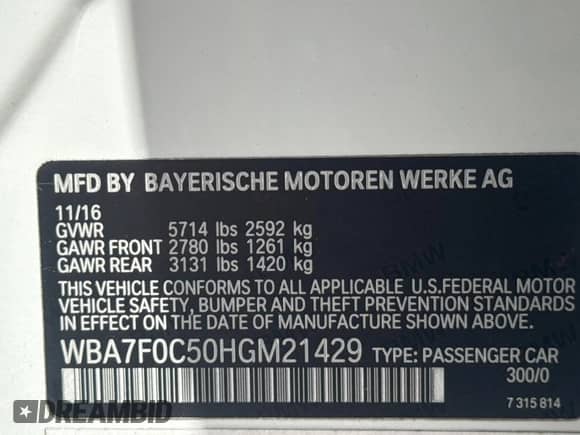 MFD BY BAYERISCHE MOTOREN WERKE AG
11/16
GVWR 5714 lbs 2592 kg
GAWR FRONT 2780 lbs 1261 kg
GAWR REAR 3131 lbs 1420 kg
THIS VEHICLE CONFORMS TO ALL APPLICABLE U.S.FEDERAL MOTOR
VEHICLE SAFETY, BUMPER AND THEFT PREVENTION STANDARDS
IN EFFECT ON THE DATE OF MANUFACTURE SHOWN ABOVE.
WBA7F0C50HGM21429 TYPE: PASSENGER CAR
300/0
7 315 814
DREAMBID